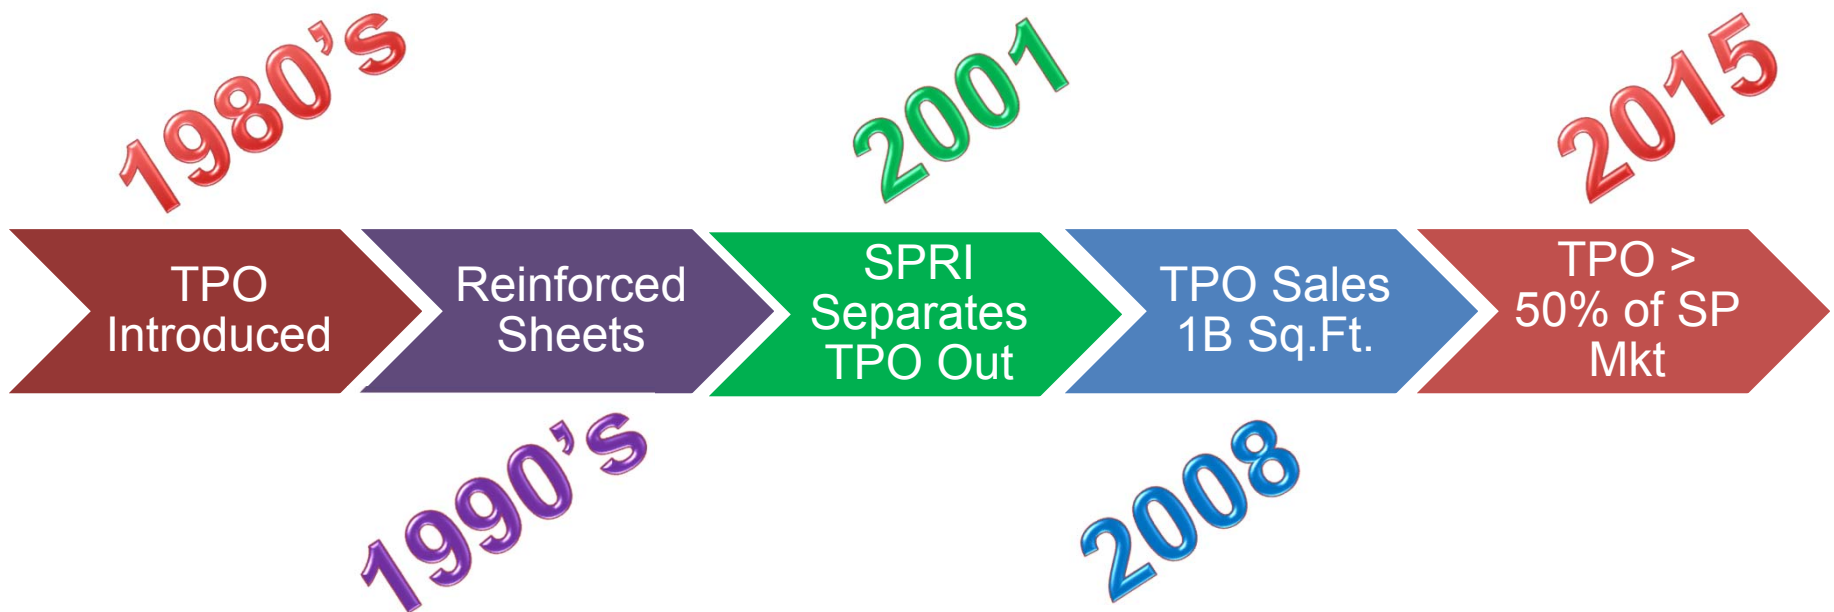 1980’s
2001
2015
TPO
Introduced
Reinforced
Sheets
SPRI
Separates
TPO Out
TPO Sales
1B Sq.Ft.
TPO >
50% of SP
Mkt
1990’s
2008